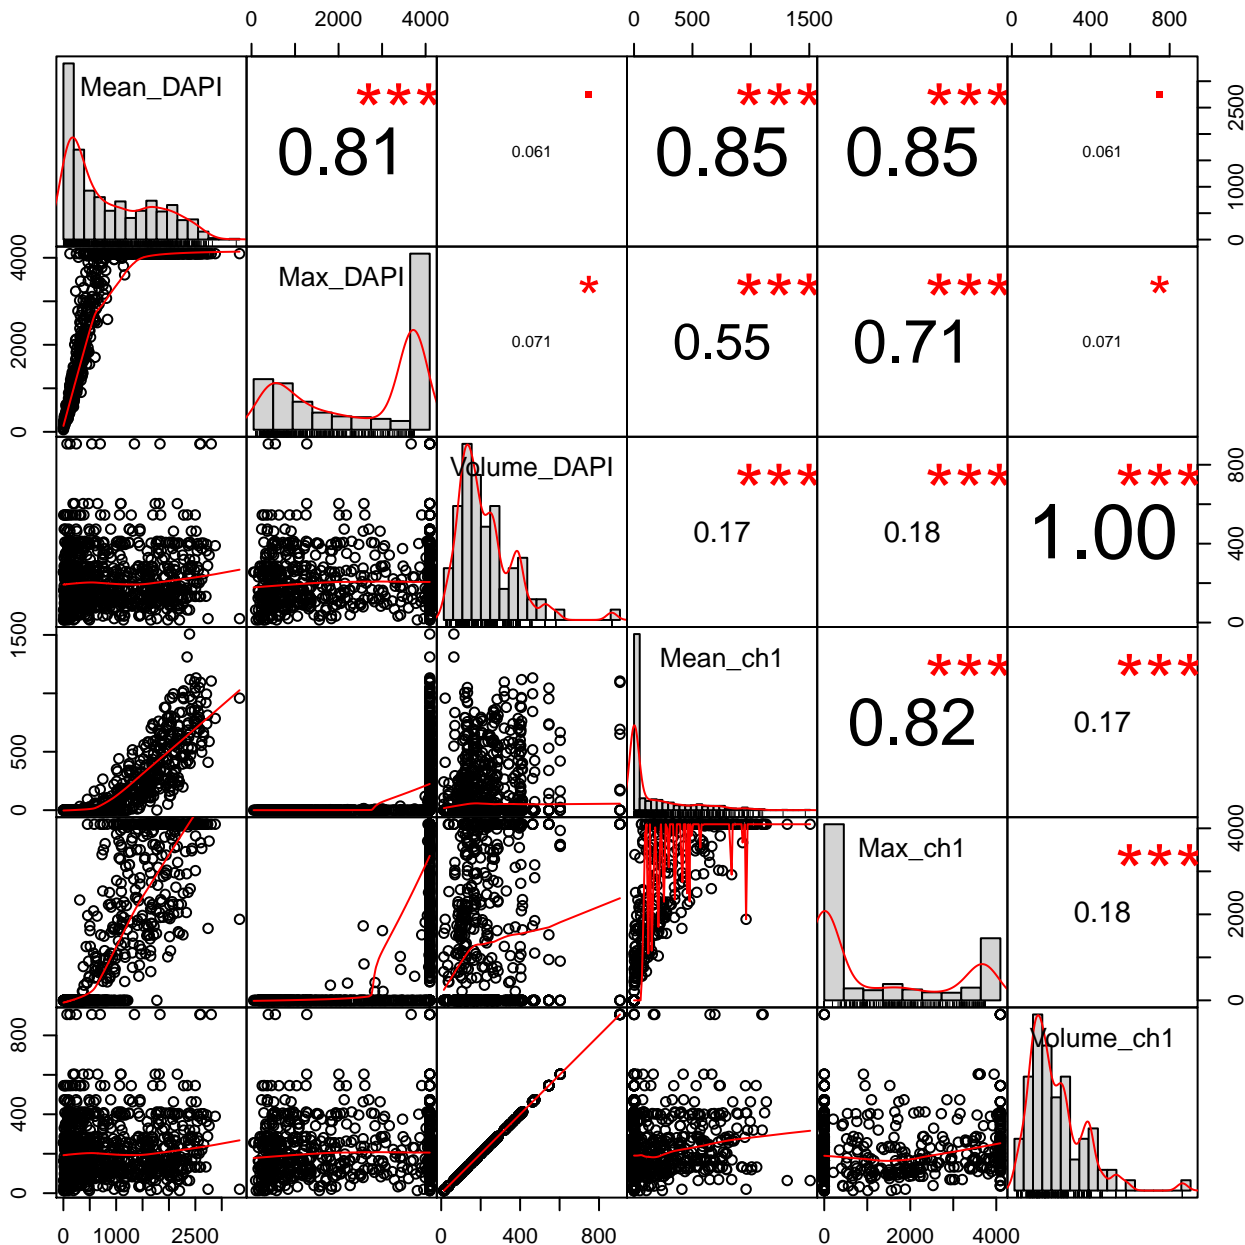 0 2000 4000 0 500 1500 0 400 800
Mean_DAPI *** 0.81 . 0.061 *** 0.85 *** 0.85 . 0.061 0 1000 2500
0 2000 4000 Max_DAPI * 0.071 *** 0.55 *** 0.71 * 0.071
Volume_DAPI *** 0.17 *** 0.18 *** 1.00 0 400 800
0 500 1500 Mean_ch1 *** 0.82 *** 0.17
Max_ch1 *** 0.18 0 2000 4000
0 400 800 Volume_ch1
0 1000 2500 0 400 800 0 2000 4000